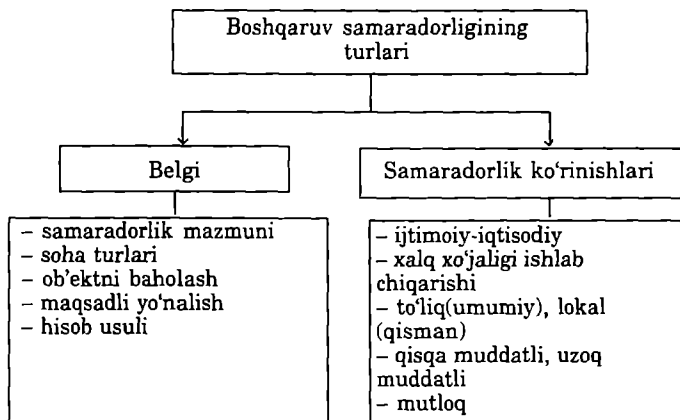 Boshqaruv samaradorligining
turlari
Belgi
Samaradorlik ko‘rinishlari
– samaradorlik mazmuni
– soha turlari
– ob’ektni baholash
– maqsadli yo‘nalish
– hisob usuli
– ijtimoiy-iqtisodiy
– xalq xo‘jaligi ishlab
chiqarishi
– to‘liq(umumiy), lokal
(qisman)
– qisqa muddatli, uzoq
muddatli
– mutloq